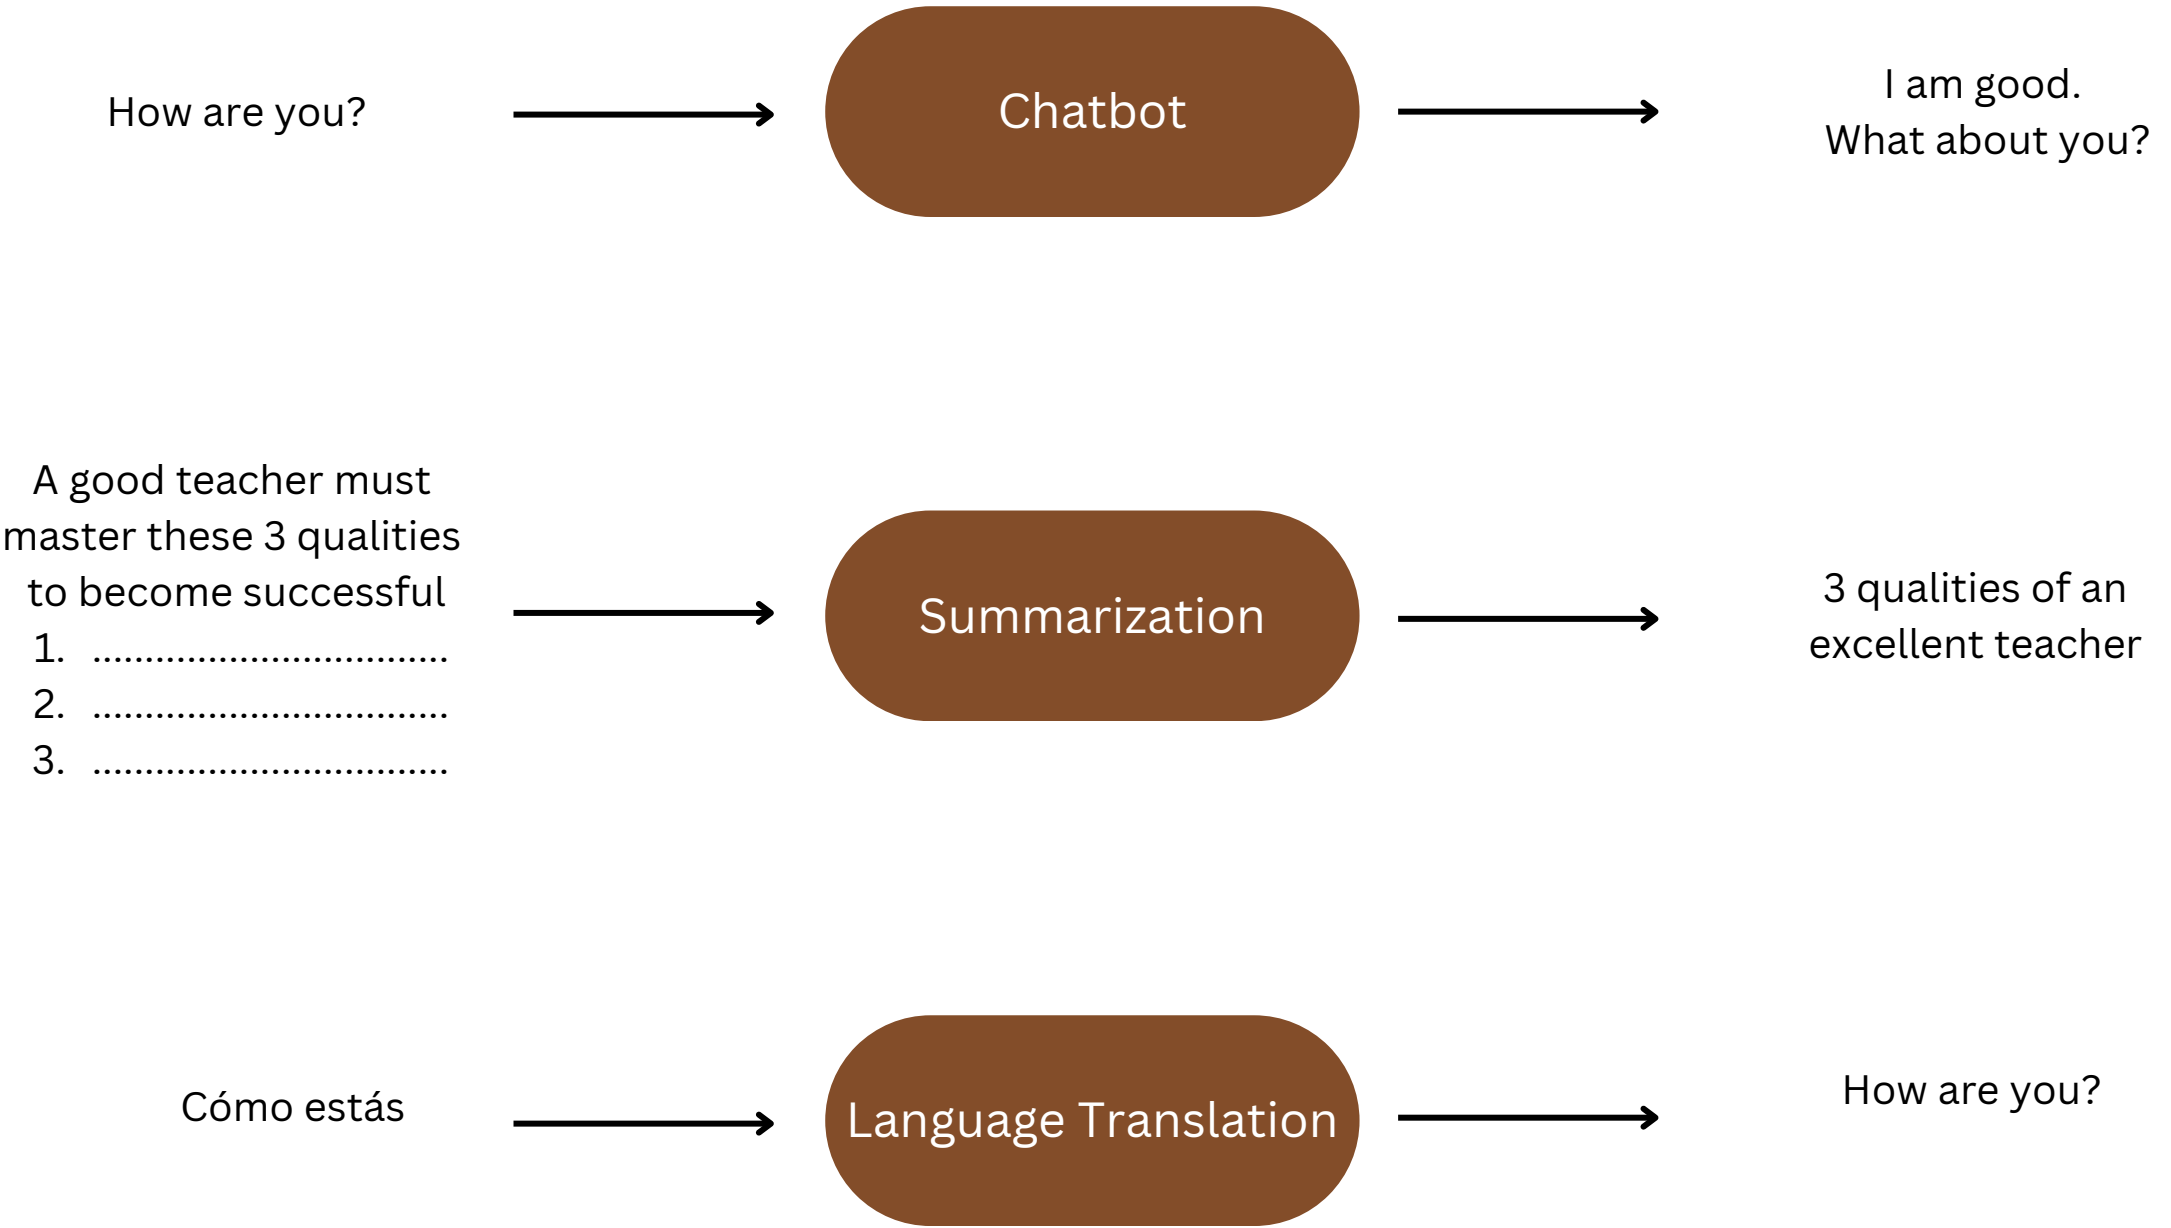 How are you?
Chatbot
I am good.
What about you?
A good teacher must
master these 3 qualities
to become successful
1. ..................................
2. ..................................
3. ..................................
Summarization
3 qualities of an
excellent teacher
Cómo estás
Language Translation
How are you?